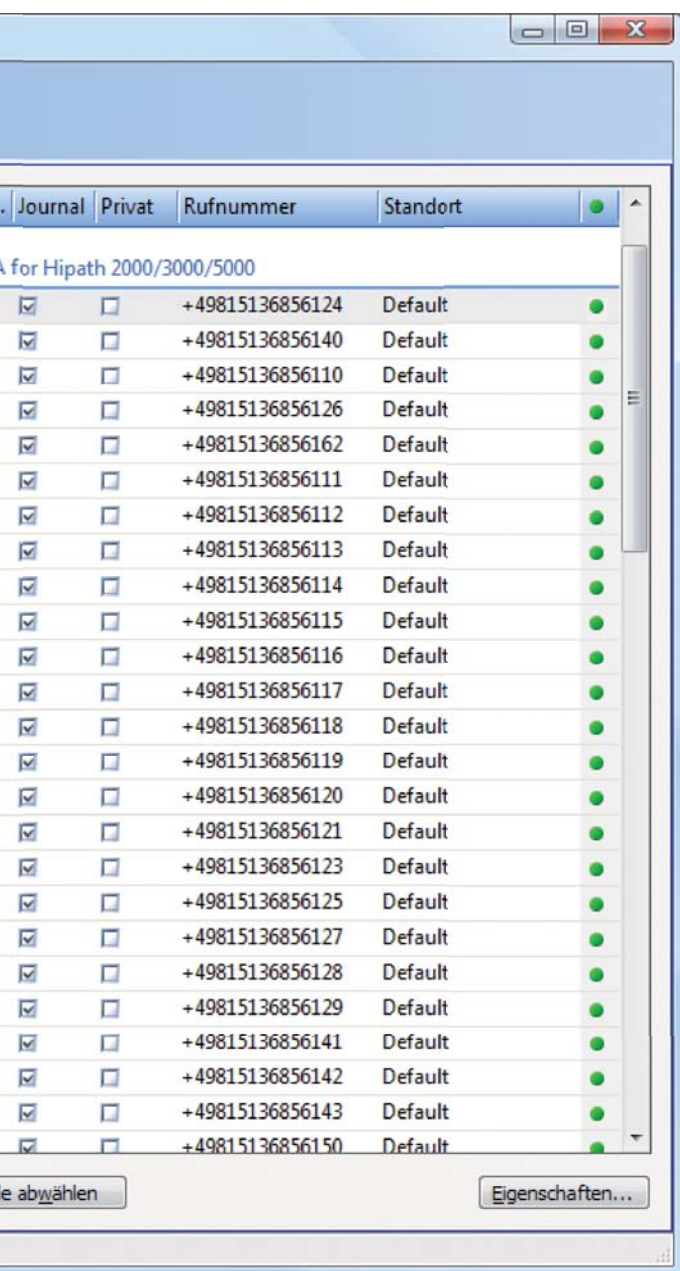 . Journal Privat Rufnummer Standort
A for Hipath 2000/3000/5000
+49815136856124 Default
+49815136856140 Default
+49815136856110 Default
+49815136856126 Default
+49815136856162 Default
+49815136856111 Default
+49815136856112 Default
+49815136856113 Default
+49815136856114 Default
+49815136856115 Default
+49815136856116 Default
+49815136856117 Default
+49815136856118 Default
+49815136856119 Default
+49815136856120 Default
+49815136856121 Default
+49815136856123 Default
+49815136856125 Default
+49815136856127 Default
+49815136856128 Default
+49815136856129 Default
+49815136856141 Default
+49815136856142 Default
+49815136856143 Default
+49815136856150 Default
le abwählen Eigenschaften...